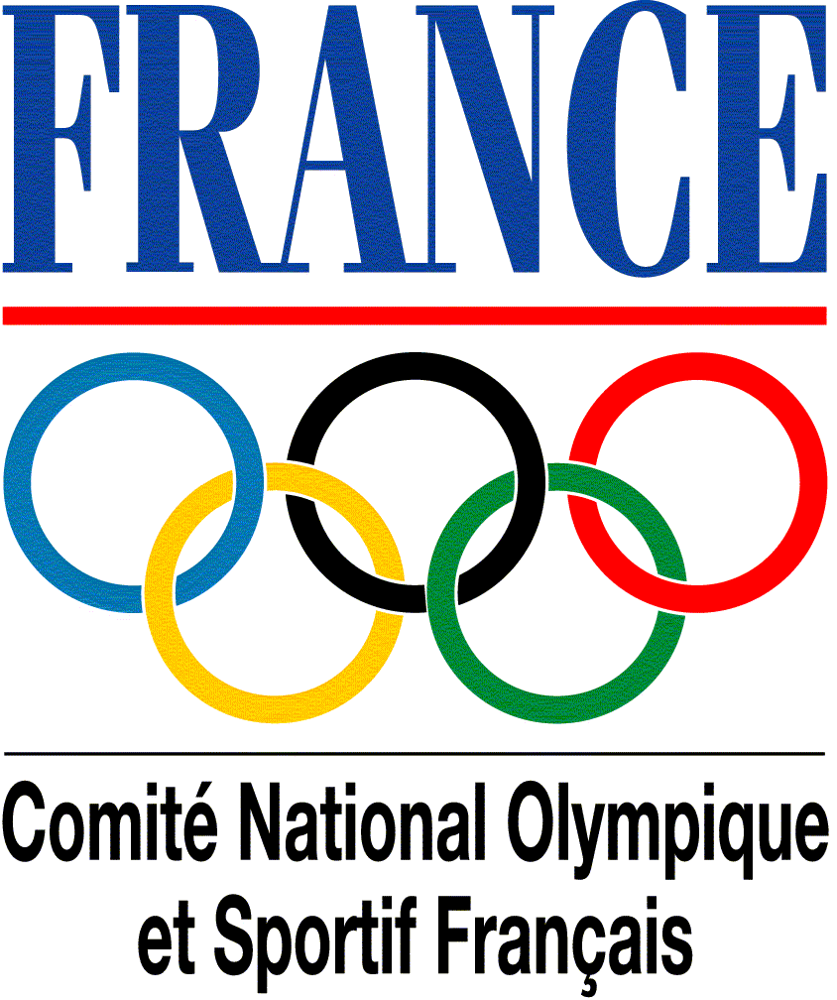 FRANCE
Comité National Olympique
et Sportif Français